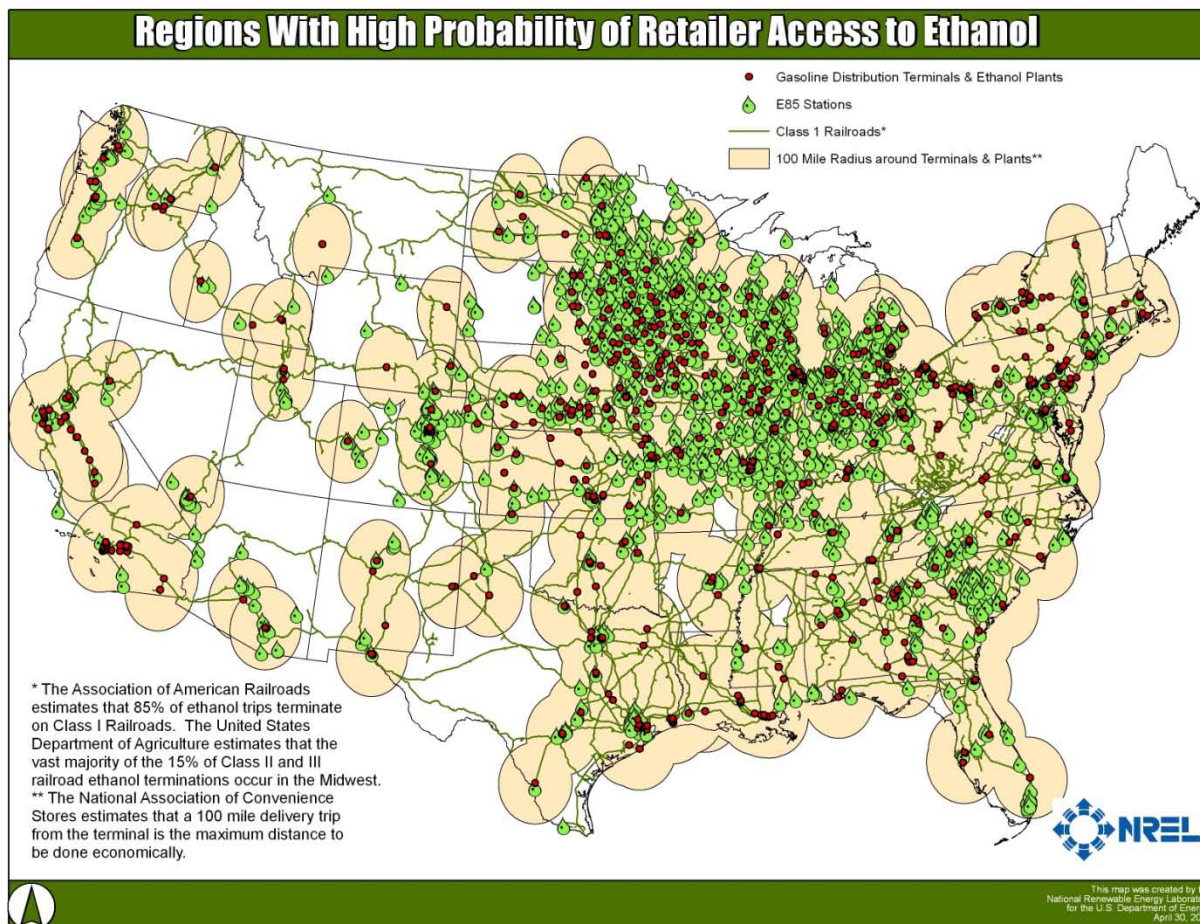 Regions With High Probability of Retailer Access to Ethanol
Gasoline Distribution Terminals & Ethanol Plants
E85 Stations
Class 1 Railroads*
100 Mile Radius around Terminals & Plants**
* The Association of American Railroads
estimates that 85% of ethanol trips terminate
on Class I Railroads. The United States
Department of Agriculture estimates that the
vast majority of the 15% of Class II and III
railroad ethanol terminations occur in the Midwest.
** The National Association of Convenience
Stores estimates that a 100 mile delivery trip
from the terminal is the maximum distance to
be done economically.
NREL
This map was created by
National Renewable Energy
for the U.S. Department of
April 30,